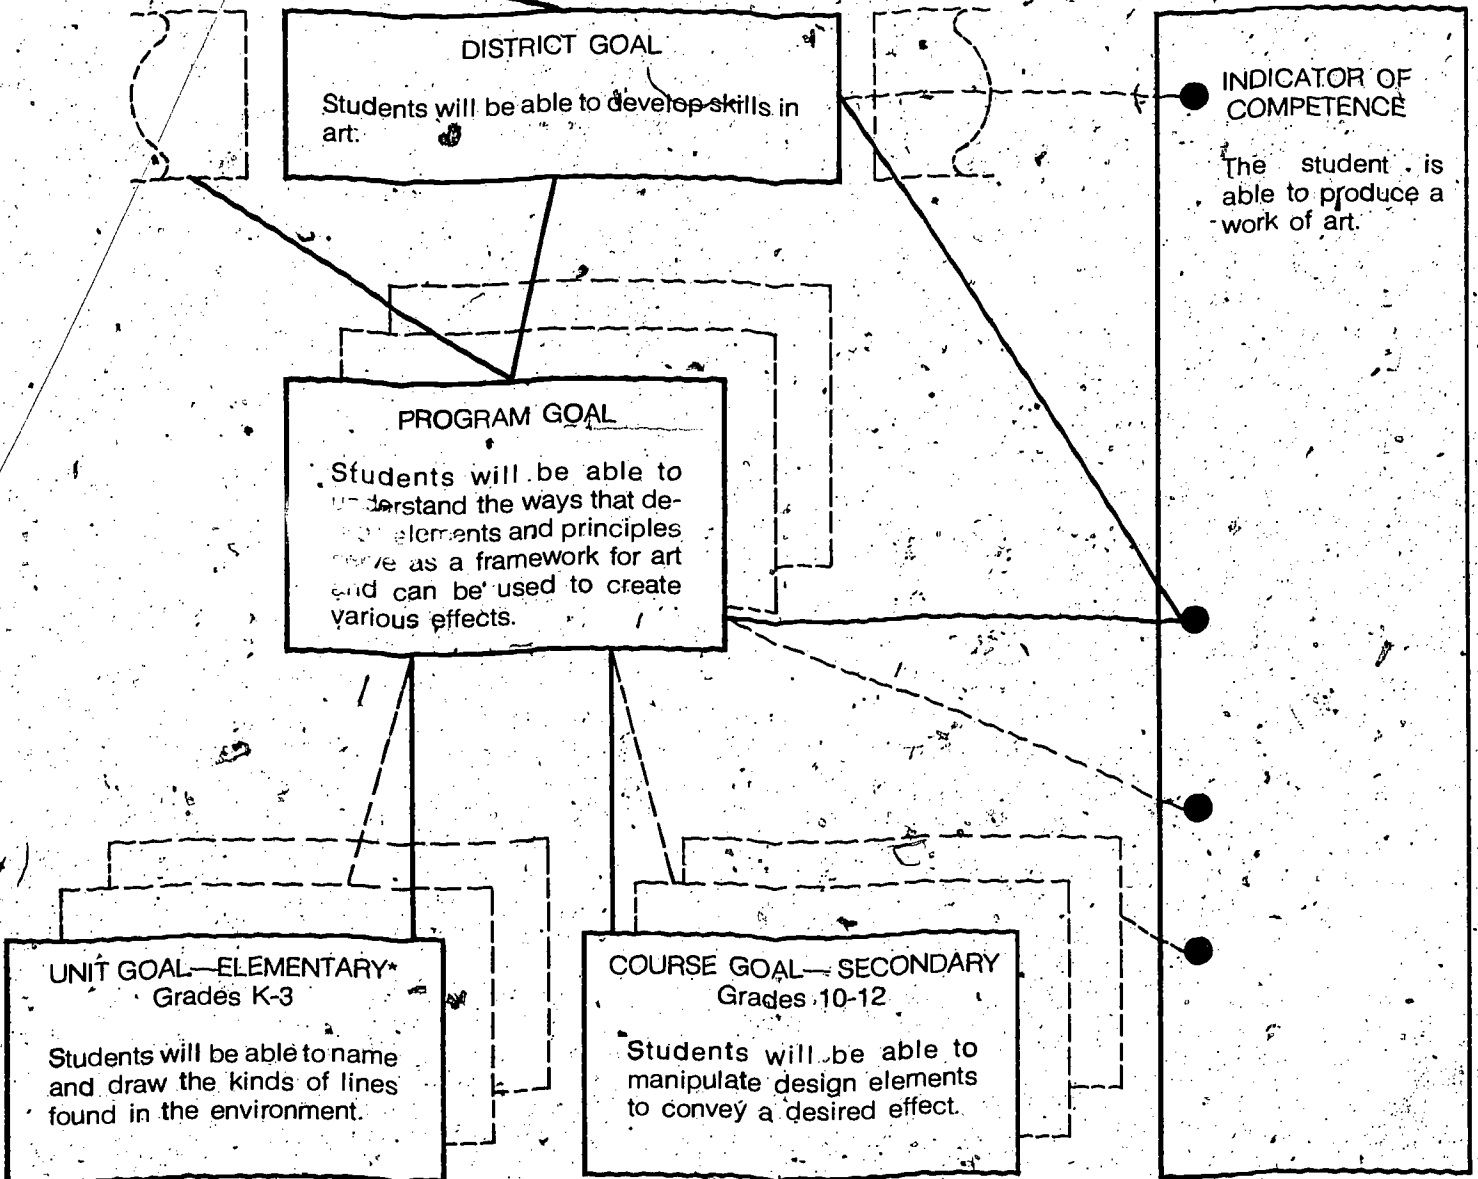 DISTRICT GOAL
Students will be able to develop skills in
art.
INDICATOR OF
COMPETENCE
The student is
able to produce a
work of art.
PROGRAM GOAL
Students will be able to
understand the ways that de-
elements and principles
as a framework for art
and can be used to create
various effects.
UNIT GOAL—ELEMENTARY*
Grades K-3
Students will be able to name
and draw the kinds of lines
found in the environment.
COURSE GOAL—SECONDARY
Grades 10-12
Students will be able to
manipulate design elements
to convey a desired effect.